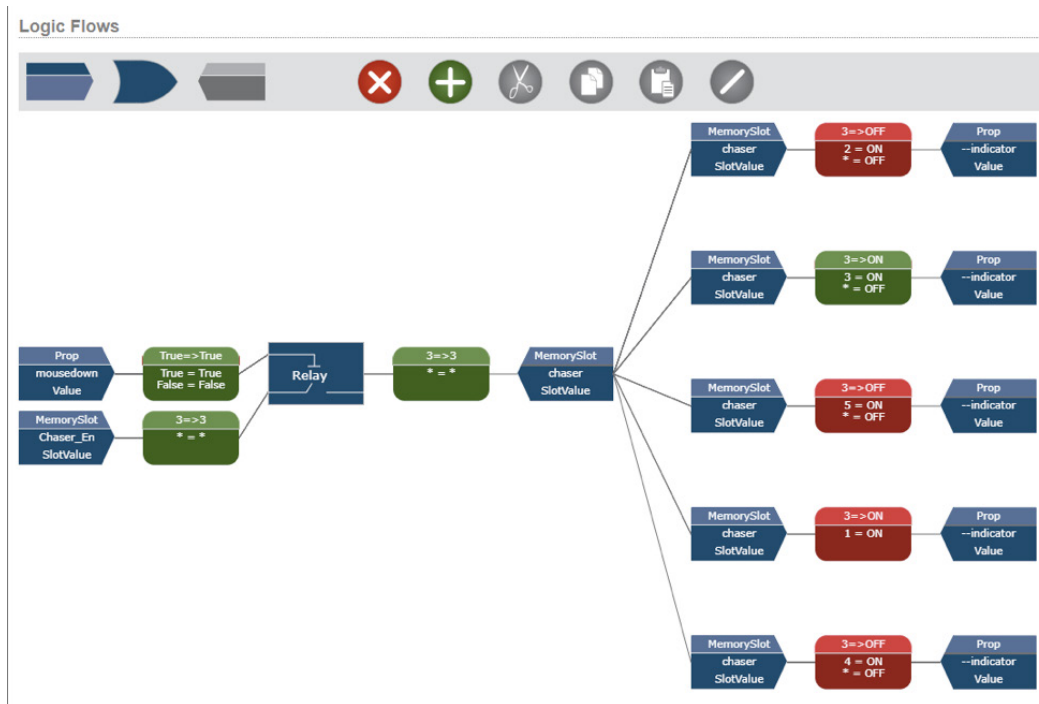 Logic Flows
MemorySlot
chaser
SlotValue
3=>OFF
2 = ON
* = OFF
Prop
--indicator
Value
MemorySlot
chaser
SlotValue
3=>ON
3 = ON
* = OFF
Prop
--indicator
Value
Prop
mousedown
Value
True=>True
True = True
False = False
MemorySlot
Chaser_En
SlotValue
3=>3
* = *
Relay
3=>3
* = *
MemorySlot
chaser
SlotValue
MemorySlot
chaser
SlotValue
3=>OFF
5 = ON
* = OFF
Prop
--indicator
Value
MemorySlot
chaser
SlotValue
3=>ON
1 = ON
Prop
--indicator
Value
MemorySlot
chaser
SlotValue
3=>OFF
4 = ON
* = OFF
Prop
--indicator
Value